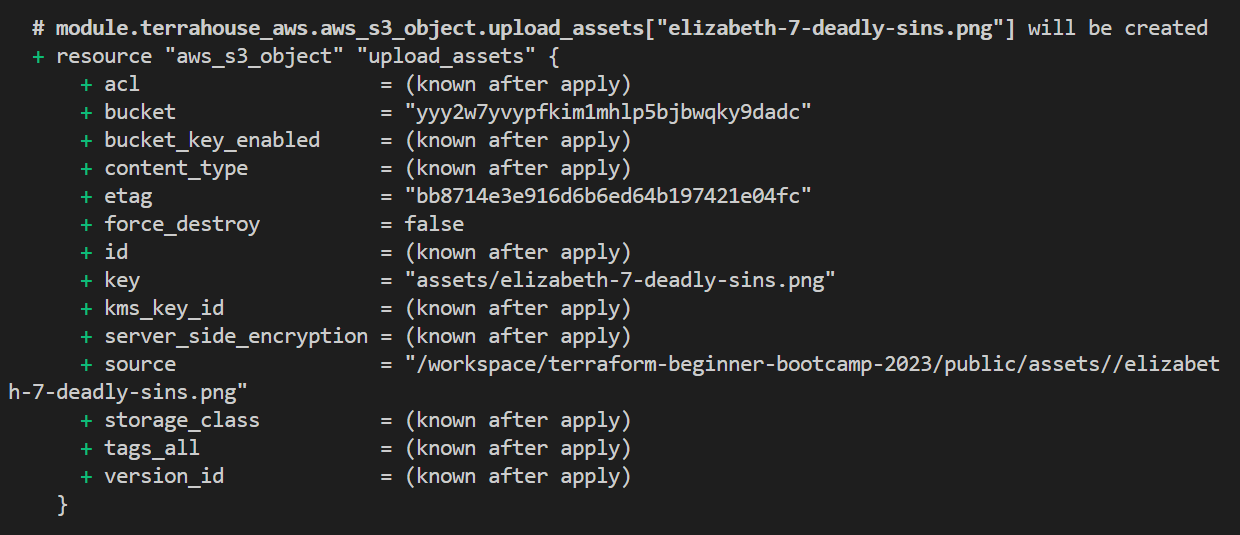 # module.terrahouse_aws.aws_s3_object.upload_assets["elizabeth-7-deadly-sins.png"] will be created
+ resource "aws_s3_object" "upload_assets" {
+ acl = (known after apply)
+ bucket = "yyy2w7yvypfkim1mhlp5bjbwqky9dadc"
+ bucket_key_enabled = (known after apply)
+ content_type = (known after apply)
+ etag = "bb8714e3e916d6b6ed64b197421e04fc"
+ force_destroy = false
+ id = (known after apply)
+ key = "assets/elizabeth-7-deadly-sins.png"
+ kms_key_id = (known after apply)
+ server_side_encryption = (known after apply)
+ source = "/workspace/terraform-beginner-bootcamp-2023/public/assets//elizabet
h-7-deadly-sins.png"
+ storage_class = (known after apply)
+ tags_all = (known after apply)
+ version_id = (known after apply)
}